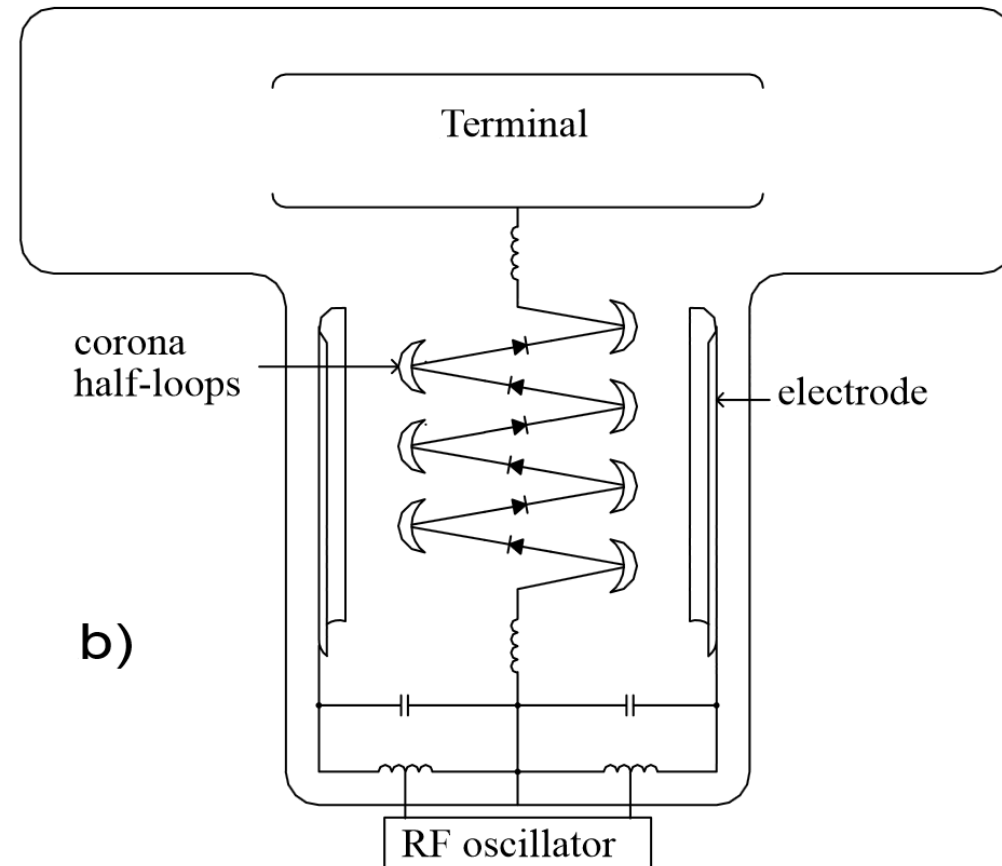 Terminal
corona
half-loops
electrode
b)
RF oscillator